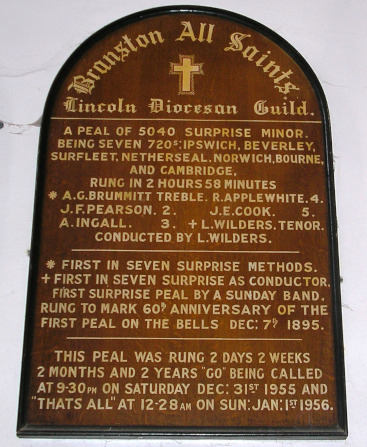 Branston All Saints
Lincoln Diocesan Guild.
A PEAL OF 5040 SURPRISE MINOR.
BEING SEVEN 720s: IPSWICH, BEVERLEY,
SURFLEET, NETHERSEAL, NORWICH, BOURNE,
AND CAMBRIDGE,
RUNG IN 2 HOURS 58 MINUTES
* A.G. BRUMMITT TREBLE. R. APPLEWHITE. 4.
J.F. PEARSON. 2. J.E. COOK. 5.
A. INGALL. 3. + L. WILDERS. TENOR.
CONDUCTED BY L. WILDERS.
* FIRST IN SEVEN SURPRISE METHODS.
+ FIRST IN SEVEN SURPRISE AS CONDUCTOR.
FIRST SURPRISE PEAL BY A SUNDAY BAND.
RUNG TO MARK 60th ANNIVERSARY OF THE
FIRST PEAL ON THE BELLS DEC: 7th 1895.
THIS PEAL WAS RUNG 2 DAYS 2 WEEKS
2 MONTHS AND 2 YEARS "GO" BEING CALLED
AT 9-30 PM ON SATURDAY DEC: 31ST 1955 AND
"THATS ALL" AT 12-28 AM ON SUN: JAN: 1ST 1956.